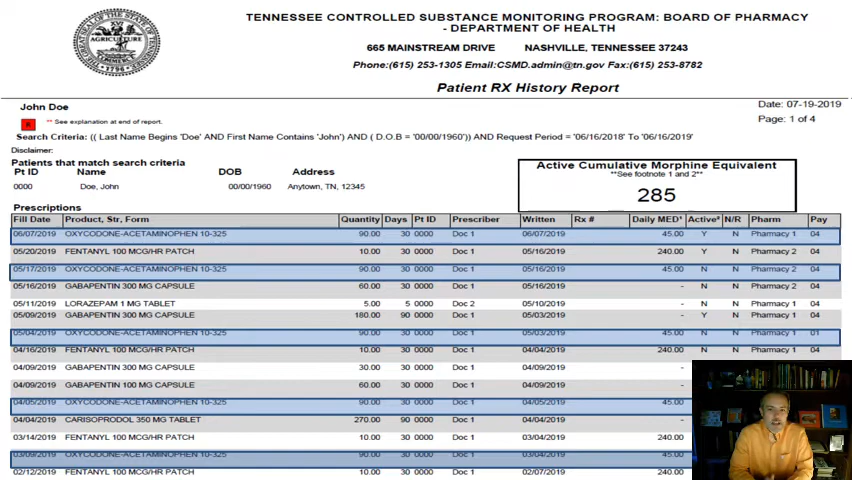 TENNESSEE CONTROLLED SUBSTANCE MONITORING PROGRAM: BOARD OF PHARMACY
- DEPARTMENT OF HEALTH
665 MAINSTREAM DRIVE NASHVILLE, TENNESSEE 37243
Phone:(615) 253-1305 Email:CSMD.admin@tn.gov Fax:(615) 253-8782
Patient RX History Report
XVI
AGRICULTURE
1796
John Doe
Date: 07-19-2019
** See explanation at end of report.
Page: 1 of 4
Search Criteria: (( Last Name Begins 'Doe' AND First Name Contains 'John') AND ( D.O.B = '00/00/1960')) AND Request Period = '06/16/2018' To '06/16/2019'
Disclaimer:
Patients that match search criteria
Pt ID Name DOB Address
0000 Doe, John 00/00/1960 Anytown, TN, 12345
Active Cumulative Morphine Equivalent
**See footnote 1 and 2**
285
Prescriptions
Fill Date Product, Str, Form Quantity Days Pt ID Prescriber Written Rx # Daily MED¹ Active² N/R Pharm Pay
06/07/2019 OXYCODONE-ACETAMINOPHEN 10-325 90.00 30 0000 Doc 1 06/07/2019 45.00 Y N Pharmacy 1 04
05/20/2019 FENTANYL 100 MCG/HR PATCH 10.00 30 0000 Doc 1 05/16/2019 240.00 Y N Pharmacy 2 04
05/17/2019 OXYCODONE-ACETAMINOPHEN 10-325 90.00 30 0000 Doc 1 05/16/2019 45.00 N N Pharmacy 2 04
05/16/2019 GABAPENTIN 300 MG CAPSULE 60.00 30 0000 Doc 1 05/16/2019 - N N Pharmacy 2 04
05/11/2019 LORAZEPAM 1 MG TABLET 5.00 5 0000 Doc 2 05/10/2019 - N N Pharmacy 1 04
05/09/2019 GABAPENTIN 300 MG CAPSULE 180.00 90 0000 Doc 1 05/03/2019 - Y N Pharmacy 1 04
05/04/2019 OXYCODONE-ACETAMINOPHEN 10-325 90.00 30 0000 Doc 1 05/03/2019 45.00 N N Pharmacy 1 01
04/16/2019 FENTANYL 100 MCG/HR PATCH 10.00 30 0000 Doc 1 04/04/2019 240.00 N N Pharmacy 1 04
04/09/2019 GABAPENTIN 300 MG CAPSULE 30.00 30 0000 Doc 1 04/09/2019 -
04/09/2019 GABAPENTIN 100 MG CAPSULE 60.00 30 0000 Doc 1 04/09/2019 -
04/05/2019 OXYCODONE-ACETAMINOPHEN 10-325 90.00 30 0000 Doc 1 04/05/2019 45.00
04/04/2019 CARISOPRODOL 350 MG TABLET 270.00 90 0000 Doc 1 04/04/2019 -
03/14/2019 FENTANYL 100 MCG/HR PATCH 10.00 30 0000 Doc 1 03/04/2019 240.00
03/09/2019 OXYCODONE-ACETAMINOPHEN 10-325 90.00 30 0000 Doc 1 03/04/2019 45.00
02/12/2019 FENTANYL 100 MCG/HR PATCH 10.00 30 0000 Doc 1 02/07/2019 240.00